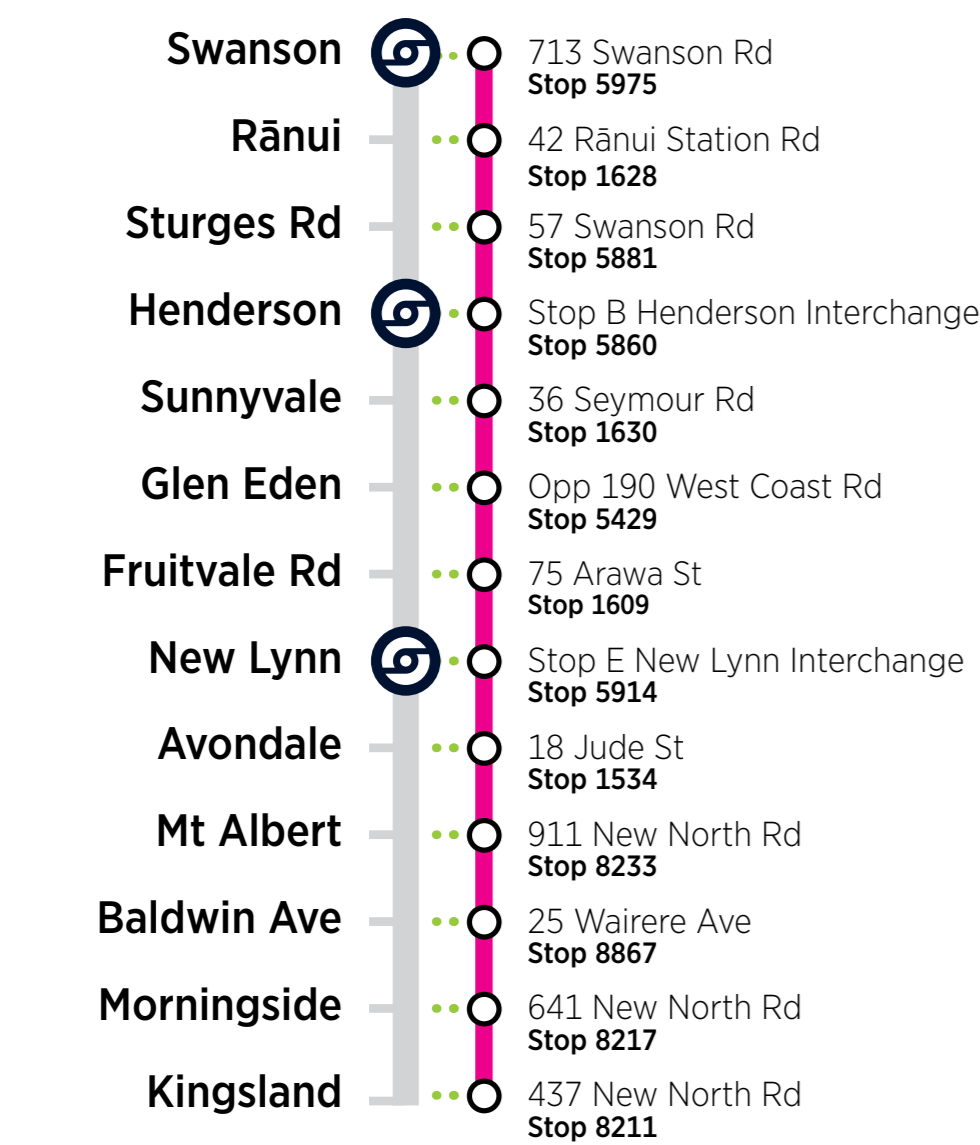 Swanson
713 Swanson Rd
Stop 5975
Rānui
42 Rānui Station Rd
Stop 1628
Sturges Rd
57 Swanson Rd
Stop 5881
Henderson
Stop B Henderson Interchange
Stop 5860
Sunnyvale
36 Seymour Rd
Stop 1630
Glen Eden
Opp 190 West Coast Rd
Stop 5429
Fruitvale Rd
75 Arawa St
Stop 1609
New Lynn
Stop E New Lynn Interchange
Stop 5914
Avondale
18 Jude St
Stop 1534
Mt Albert
911 New North Rd
Stop 8233
Baldwin Ave
25 Wairere Ave
Stop 8867
Morningside
641 New North Rd
Stop 8217
Kingsland
437 New North Rd
Stop 8211